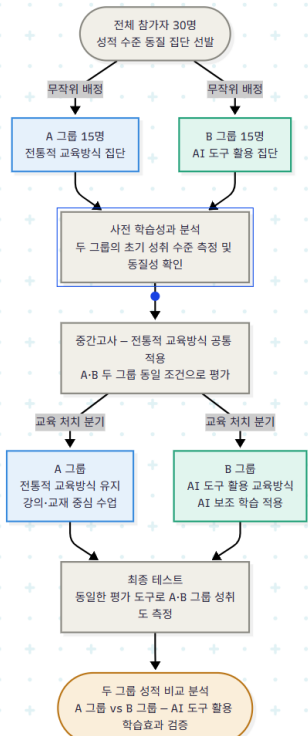 전체 참가자 30명
성적 수준 동질 집단 선발
무작위 배정
무작위 배정
A 그룹 15명
전통적 교육방식 집단
B 그룹 15명
AI 도구 활용 집단
사전 학습성과 분석
두 그룹의 초기 성취 수준 측정 및
동질성 확인
중간고사 – 전통적 교육방식 공통
적용
A·B 두 그룹 동일 조건으로 평가
교육 처치 분기
교육 처치 분기
A 그룹
전통적 교육방식 유지
강의·교재 중심 수업
B 그룹
AI 도구 활용 교육방식
AI 보조 학습 적용
최종 테스트
동일한 평가 도구로 A·B 그룹 성취
도 측정
두 그룹 성적 비교 분석
A 그룹 vs B 그룹 – AI 도구 활용
학습효과 검증